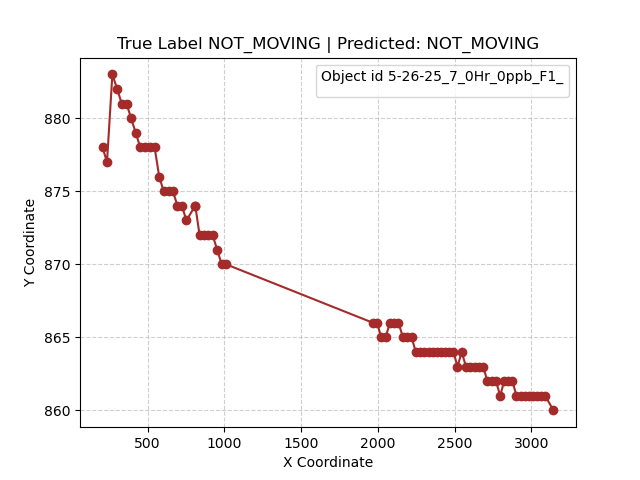 True Label NOT_MOVING | Predicted: NOT_MOVING
Object id 5-26-25_7_0Hr_0ppb_F1_
880
875
870
865
860
Y Coordinate
500
1000
1500
2000
2500
3000
X Coordinate